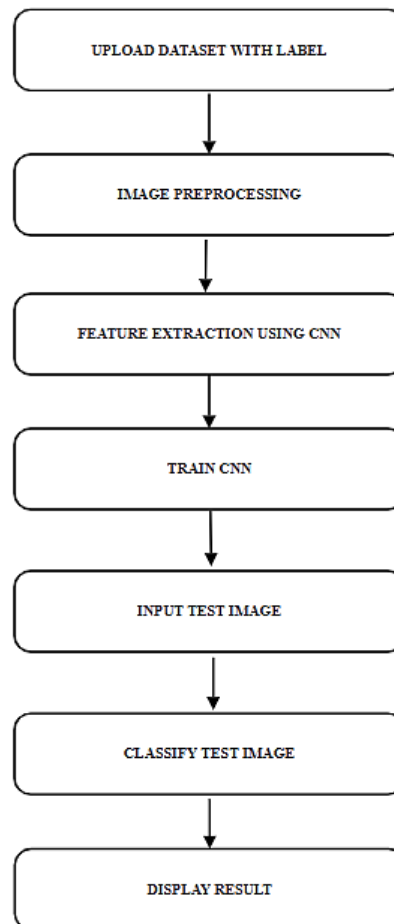 UPLOAD DATASET WITH LABEL
IMAGE PREPROCESSING
FEATURE EXTRACTION USING CNN
TRAIN CNN
INPUT TEST IMAGE
CLASSIFY TEST IMAGE
DISPLAY RESULT